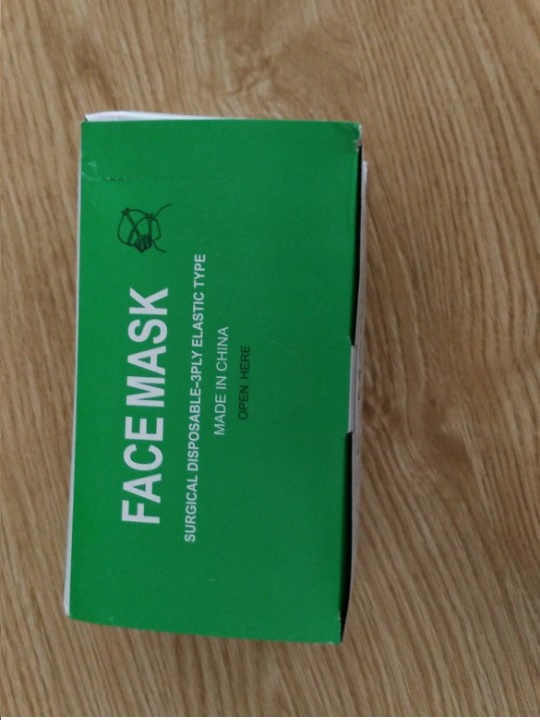 FACE MASK
SURGICAL DISPOSABLE-3PLY ELASTIC TYPE
MADE IN CHINA
OPEN HERE